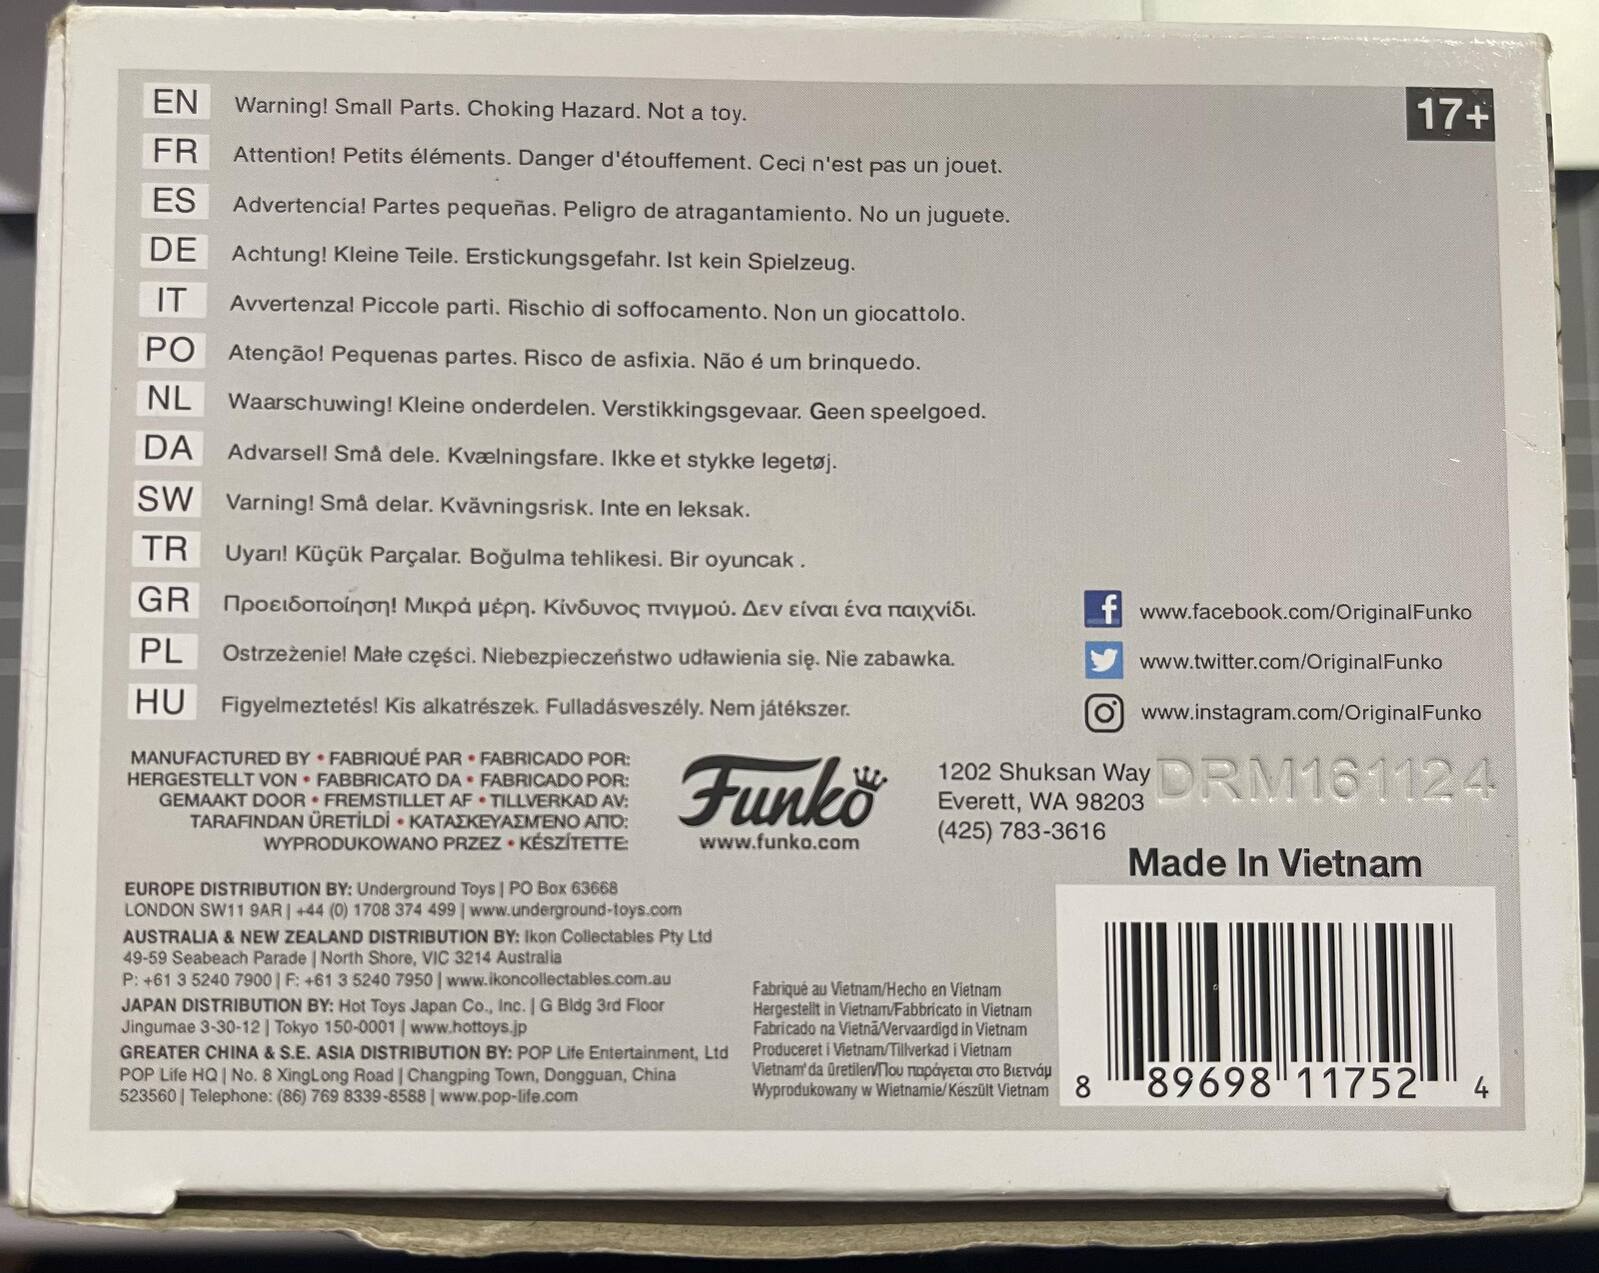 17+
EN Warning! Small Parts. Choking Hazard. Not a toy.
FR Attention! Petits éléments. Danger d'étouffement. Ceci n'est pas un jouet.
ES Advertencia! Partes pequeñas. Peligro de atragantamiento. No un juguete.
DE Achtung! Kleine Teile. Erstickungsgefahr. Ist kein Spielzeug.
IT Avvertenza! Piccole parti. Rischio di soffocamento. Non un giocattolo.
PO Atenção! Pequenas partes. Risco de asfixia. Não é um brinquedo.
NL Waarschuwing! Kleine onderdelen. Verstikkingsgevaar. Geen speelgoed.
DA Advarsel! Små dele. Kvælningsfare. Ikke et stykke legetøj.
SW Varning! Små delar. Kvävningsrisk. Inte en leksak.
TR Uyarı! Küçük Parçalar. Boğulma tehlikesi. Bir oyuncak .
GR Προειδοποίηση! Μικρά μέρη. Κίνδυνος πνιγμού. Δεν είναι ένα παιχνίδι.
PL Ostrzeżenie! Małe części. Niebezpieczeństwo udławienia się. Nie zabawka.
HU Figyelmeztetés! Kis alkatrészek. Fulladásveszély. Nem játékszer.
www.facebook.com/OriginalFunko
www.twitter.com/OriginalFunko
www.instagram.com/OriginalFunko
MANUFACTURED BY • FABRIQUÉ PAR • FABRICADO POR:
HERGESTELLT VON • FABBRICATO DA • FABRICADO POR:
GEMAAKT DOOR • FREMSTILLET AF • TILLVERKAD AV:
TARAFINDAN ÜRETİLDİ • ΚΑΤΑΣΚΕΥΑΣΜΈΝΟ ΑΠΌ:
WYPRODUKOWANO PRZEZ • KÉSZÍTETTE:
Funko
www.funko.com
1202 Shuksan Way
Everett, WA 98203
(425) 783-3616
DRM161124
Made In Vietnam
EUROPE DISTRIBUTION BY: Underground Toys | PO Box 63668
LONDON SW11 9AR | +44 (0) 1708 374 499 | www.underground-toys.com
AUSTRALIA & NEW ZEALAND DISTRIBUTION BY: Ikon Collectables Pty Ltd
49-59 Seabeach Parade | North Shore, VIC 3214 Australia
P: +61 3 5240 7900 | F: +61 3 5240 7950 | www.ikoncollectables.com.au
JAPAN DISTRIBUTION BY: Hot Toys Japan Co., Inc. | G Bldg 3rd Floor
Jingumae 3-30-12 | Tokyo 150-0001 | www.hottoys.jp
GREATER CHINA & S.E. ASIA DISTRIBUTION BY: POP Life Entertainment, Ltd
POP Life HQ | No. 8 XingLong Road | Changping Town, Dongguan, China
523560 | Telephone: (86) 769 8339-8588 | www.pop-life.com
Fabriqué au Vietnam/Hecho en Vietnam
Hergestellt in Vietnam/Fabbricato in Vietnam
Fabricado na Vietnã/Vervaardigd in Vietnam
Produceret i Vietnam/Tillverkad i Vietnam
Vietnam'da üretilen/Που παράγεται στο Βιετνάμ
Wyprodukowany w Wietnamie/Készült Vietnam
8 89698 11752 4